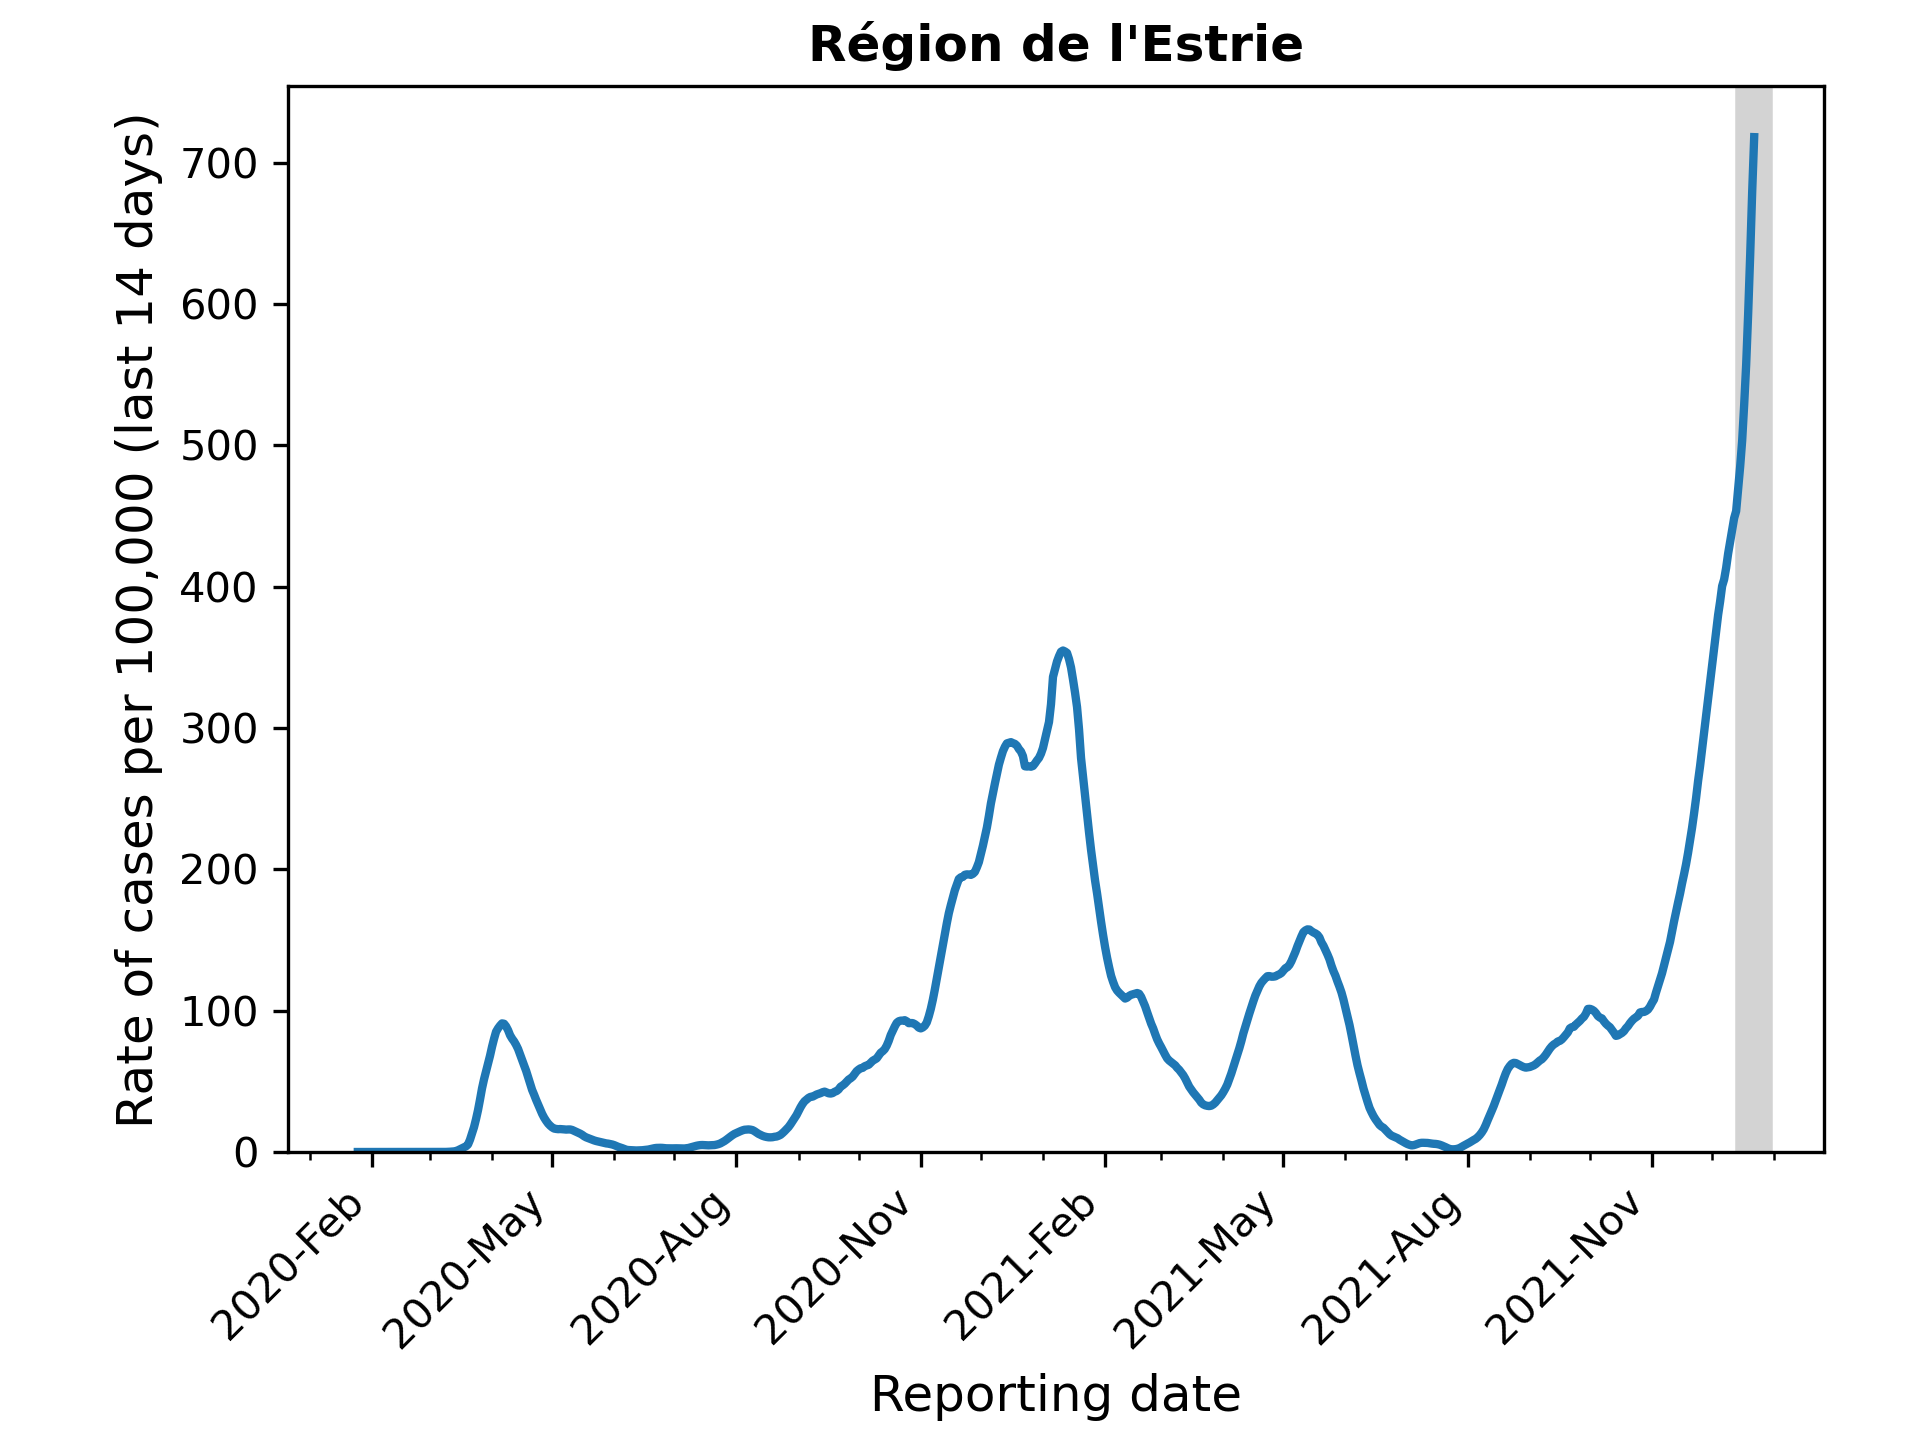 Région de l'Estrie
Rate of cases per 100,000 (last 14 days)
700
600
500
400
300
200
100
0
2020-Feb
2020-May
2020-Aug
2020-Nov
2021-Feb
2021-May
2021-Aug
2021-Nov
Reporting date